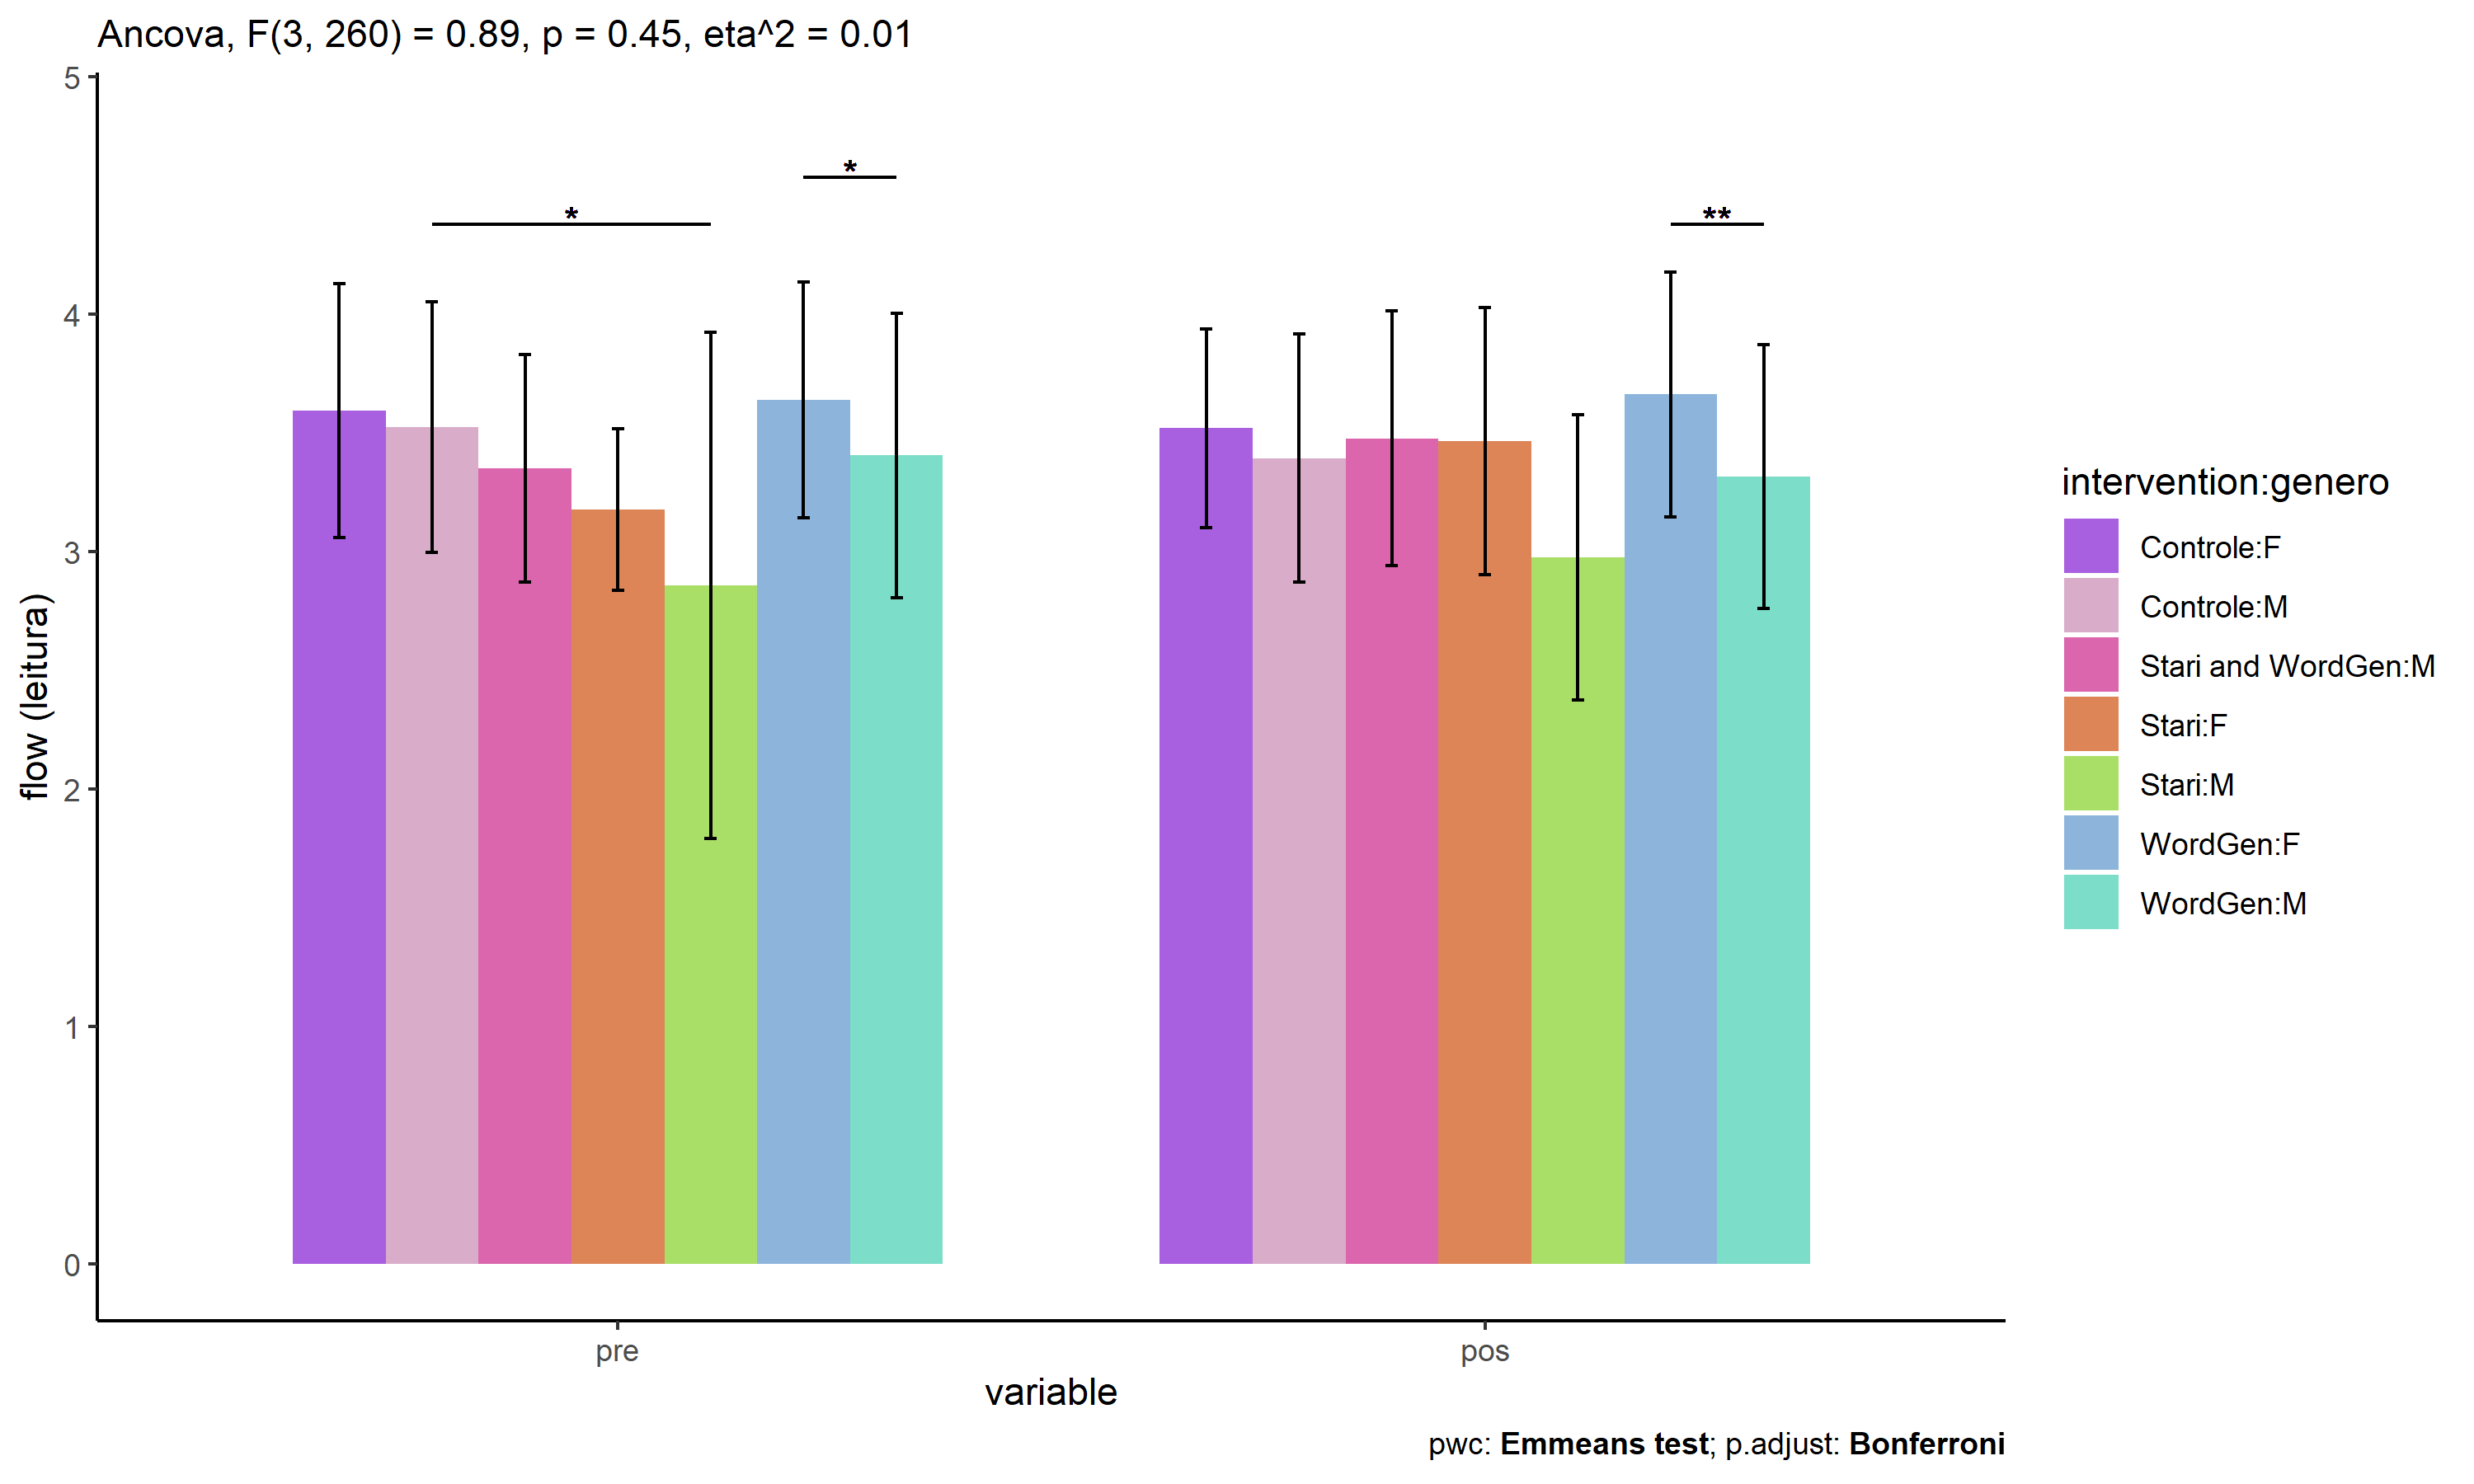 Ancova, F(3, 260) = 0.89, p = 0.45, eta^2 = 0.01
5
4
3
2
1
0
flow (leitura)
*
*
**
pre
pos
variable
intervention:genero
Controle:F
Controle:M
Stari and WordGen:M
Stari:F
Stari:M
WordGen:F
WordGen:M
pwc: Emmeans test; p.adjust: Bonferroni